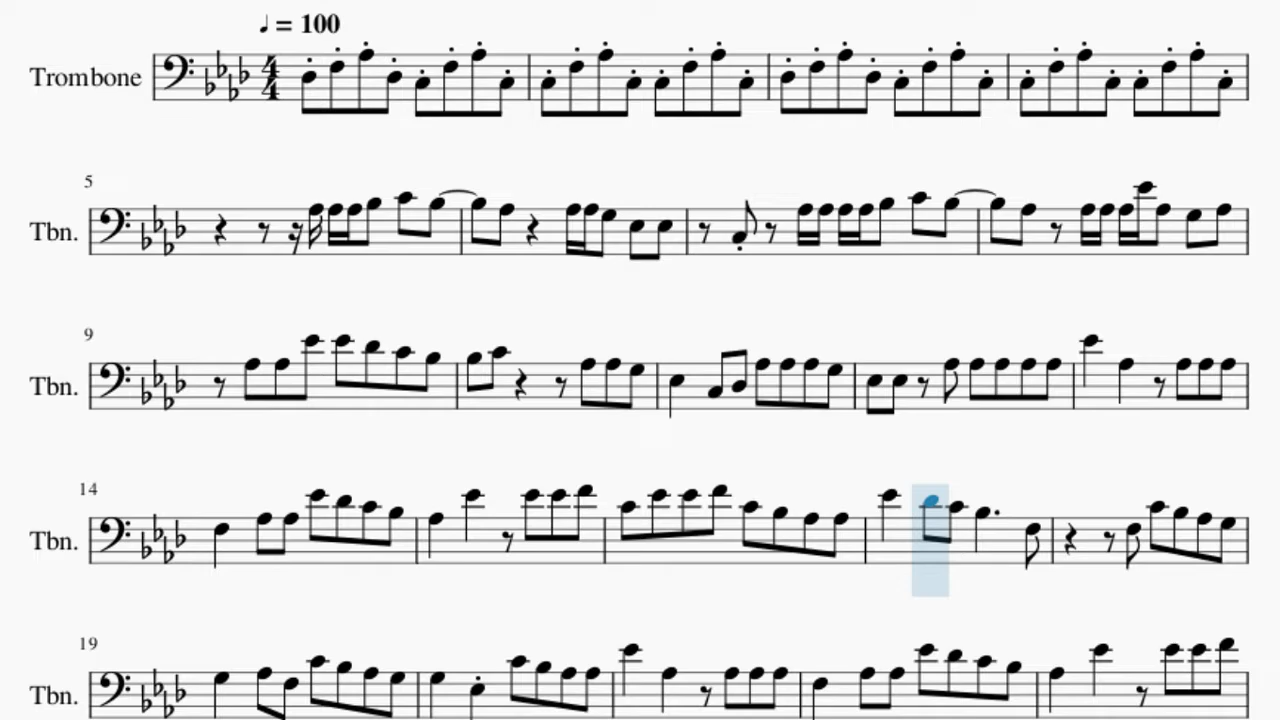 ♩ = 100
Trombone
4
4
5
Tbn.
9
Tbn.
14
Tbn.
19
Tbn.